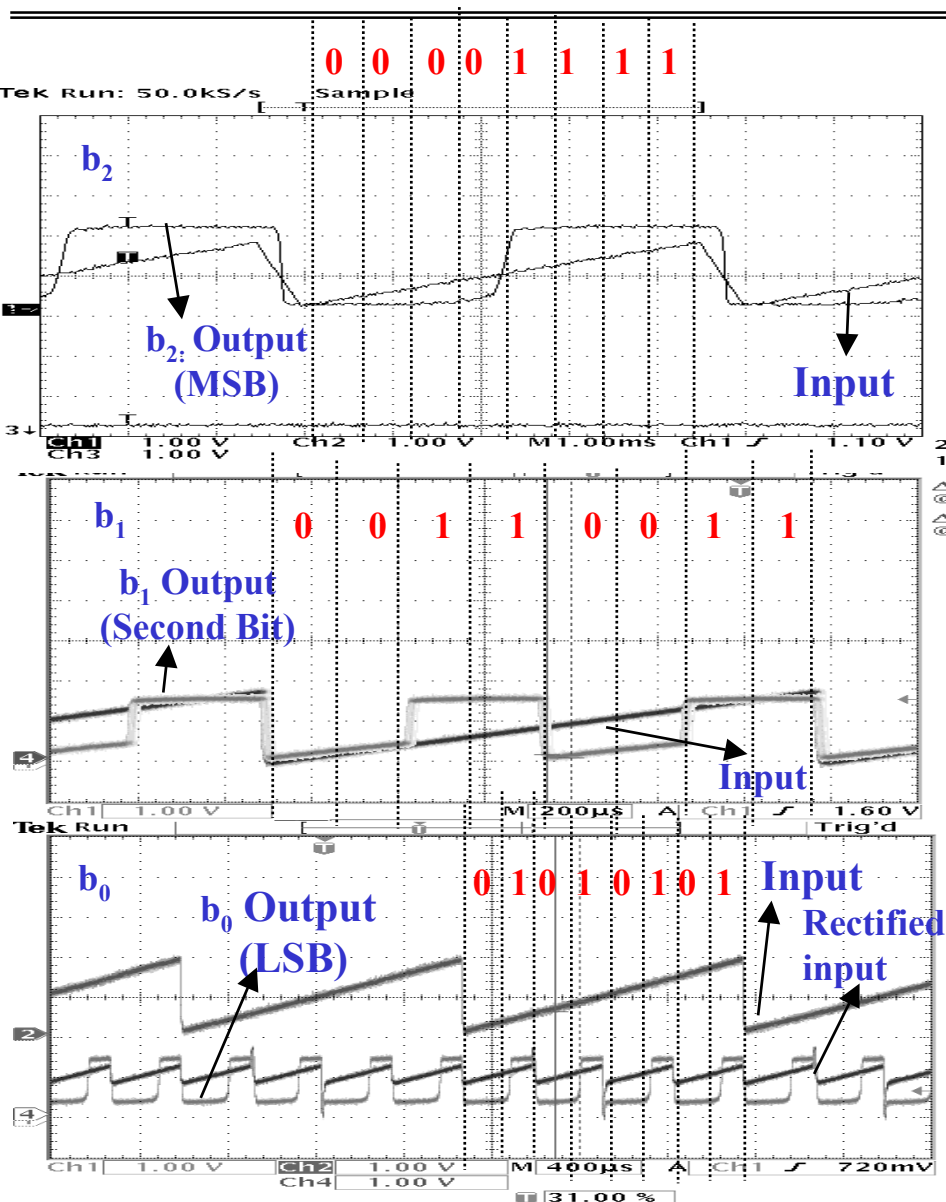 0 0 0 0 1 1 1 1
Tek Run: 50.0kS/s Sample
[ T ]
b2
T
T
b2: Output
(MSB)
Input
T
3↓
Ch1 1.00 V Ch2 1.00 V M 1.00ms Ch1 1.10 V
Ch3 1.00 V
b1
0 0 1 1 0 0 1 1
T
b1 Output
(Second Bit)
4
Input
Ch1 1.00 V M 200µs A Ch1 1.60 V
Tek Run Trig'd
T
b0
0 1 0 1 0 1 0 1
b0 Output
(LSB)
Input
Rectified
input
2
4
Ch1 1.00 V Ch2 1.00 V M 400µs A Ch1 720mV
Ch4 1.00 V
T 31.00 %